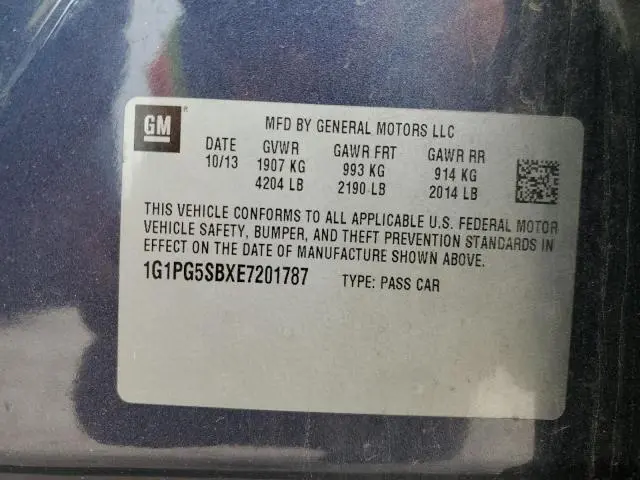 GM ®
MFD BY GENERAL MOTORS LLC
DATE GVWR GAWR FRT GAWR RR
10/13 1907 KG 993 KG 914 KG
4204 LB 2190 LB 2014 LB
THIS VEHICLE CONFORMS TO ALL APPLICABLE U.S. FEDERAL MOTOR
VEHICLE SAFETY, BUMPER, AND THEFT PREVENTION STANDARDS IN
EFFECT ON THE DATE OF MANUFACTURE SHOWN ABOVE.
1G1PG5SBXE7201787 TYPE: PASS CAR